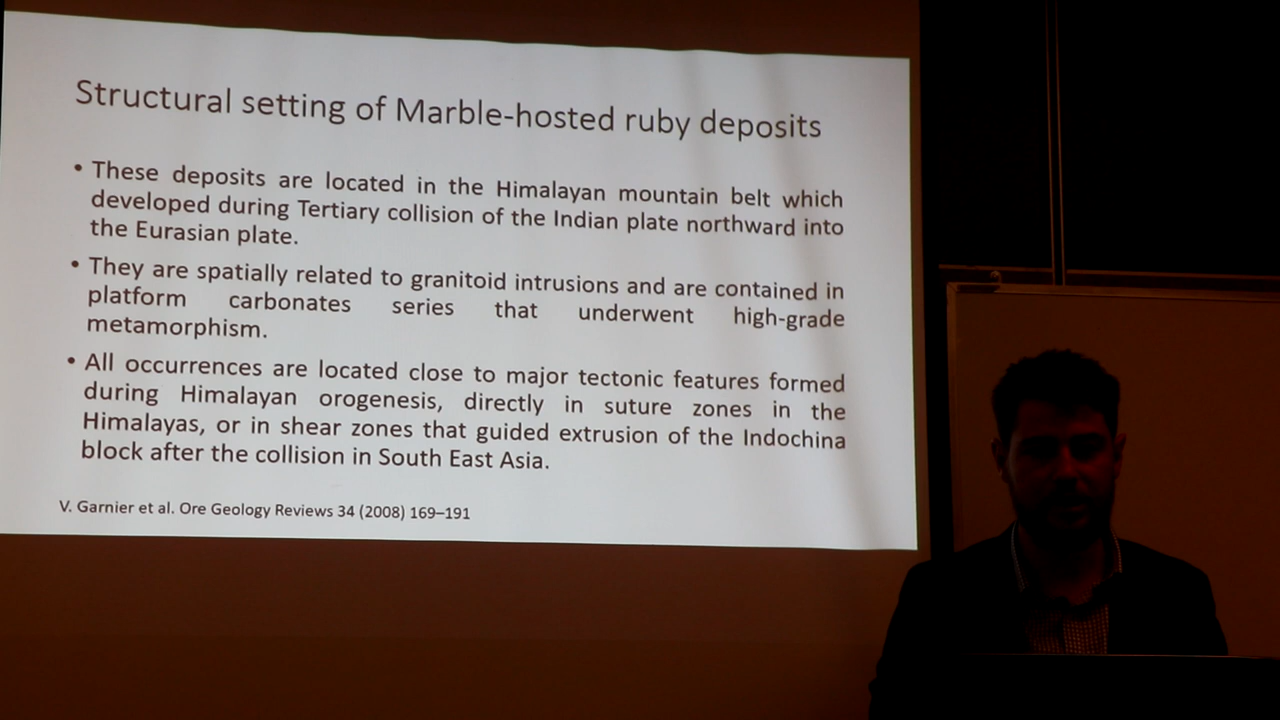 Structural setting of Marble-hosted ruby deposits
• These deposits are located in the Himalayan mountain belt which
developed during Tertiary collision of the Indian plate northward into
the Eurasian plate.
• They are spatially related to granitoid intrusions and are contained in
platform carbonates series that underwent high-grade
metamorphism.
• All occurrences are located close to major tectonic features formed
during Himalayan orogenesis, directly in suture zones in the
Himalayas, or in shear zones that guided extrusion of the Indochina
block after the collision in South East Asia.
V. Garnier et al. Ore Geology Reviews 34 (2008) 169–191